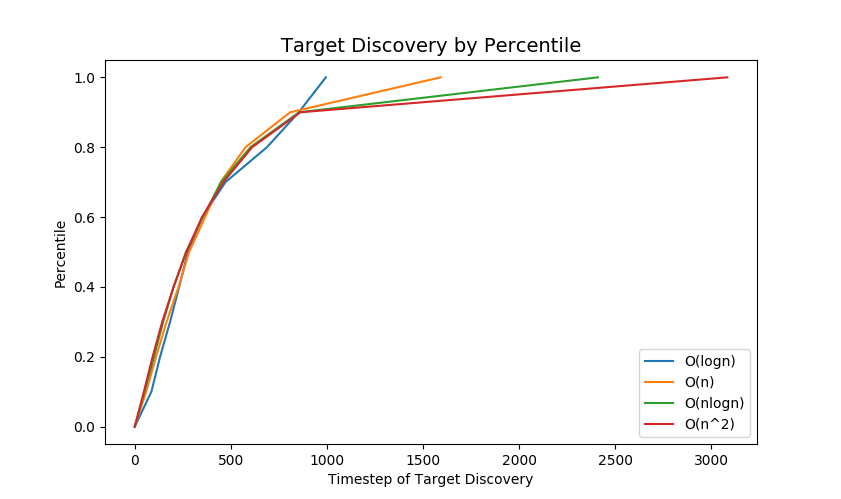 Target Discovery by Percentile
Percentile
1.0
0.8
0.6
0.4
0.2
0.0
O(logn)
O(n)
O(nlogn)
O(n^2)
0 500 1000 1500 2000 2500 3000
Timestep of Target Discovery